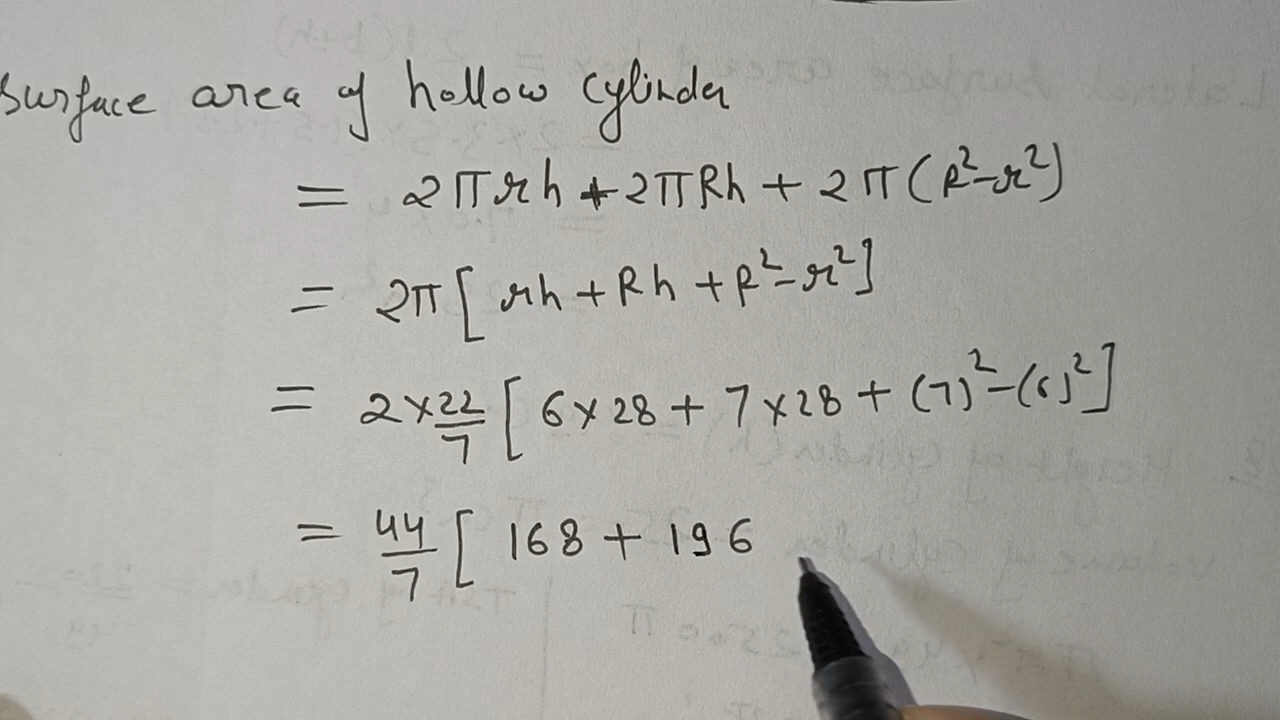 surface area of hollow cylinder
= 2πrh + 2πRh + 2π(R²-r²)
= 2π[rh + Rh + R²-r²]
= 2×22/7[6×28 + 7×28 + (7)²-(6)²]
= 44/7[168 + 196